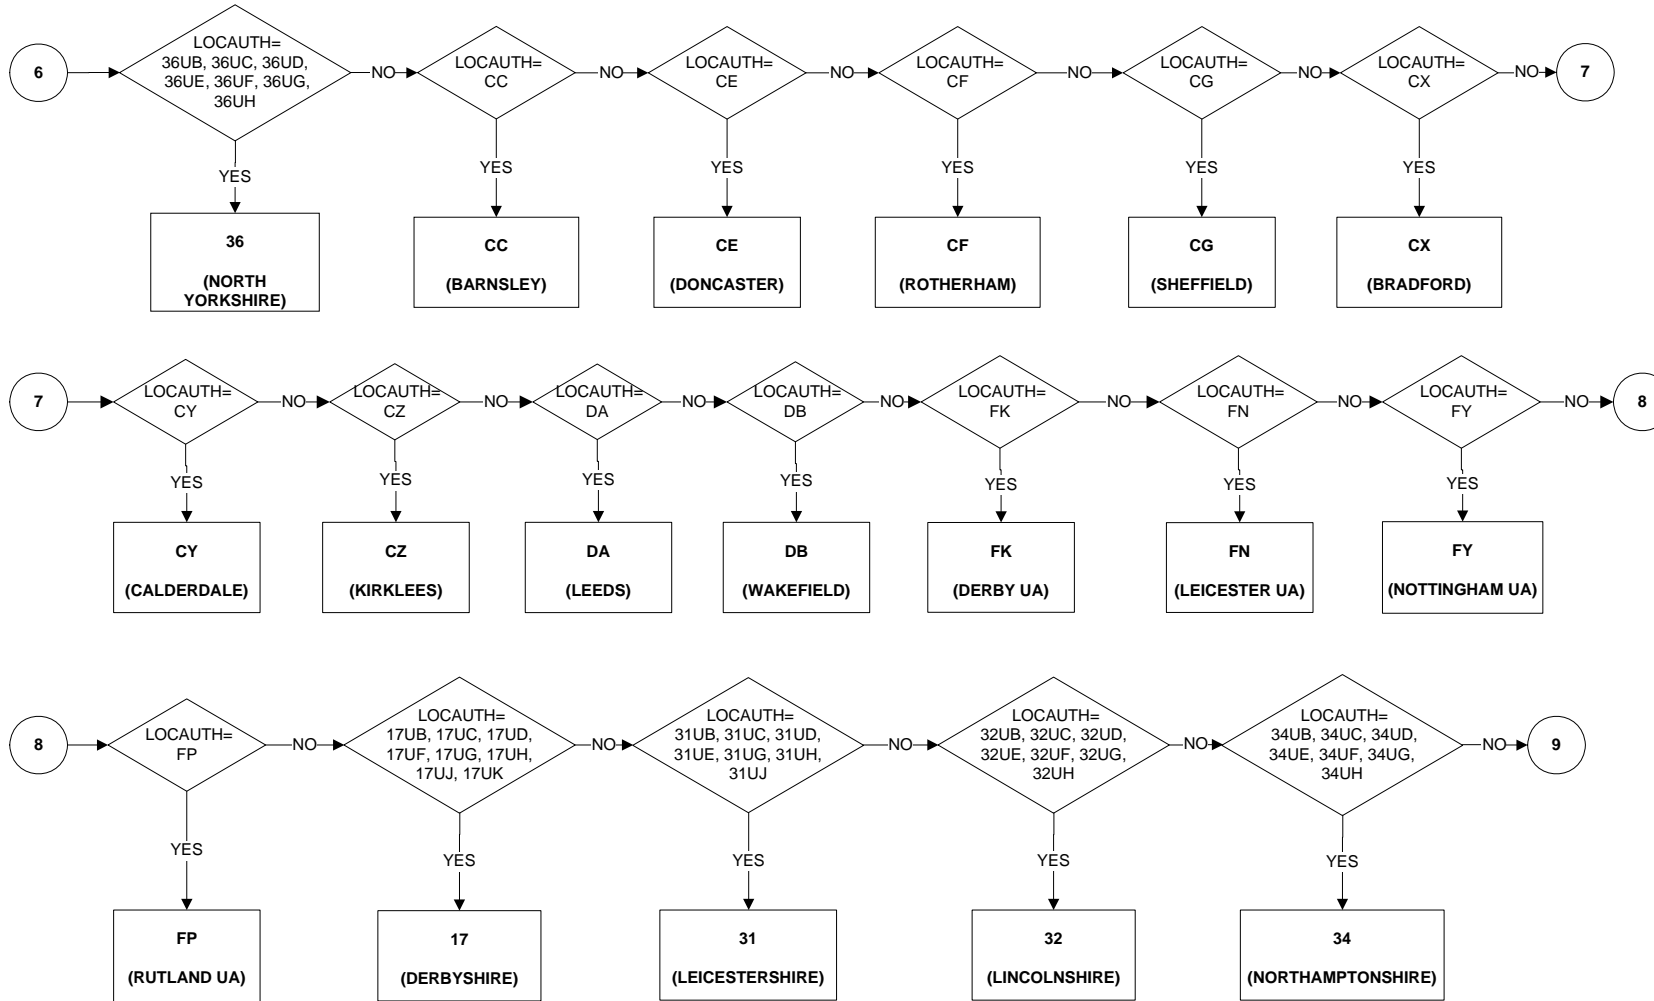 6
LOCAUTH=
36UB, 36UC, 36UD,
36UE, 36UF, 36UG,
36UH
NO
LOCAUTH=
CC
NO
LOCAUTH=
CE
NO
LOCAUTH=
CF
NO
LOCAUTH=
CG
NO
LOCAUTH=
CX
NO
7
YES
YES
YES
YES
YES
YES
36
(NORTH
YORKSHIRE)
CC
(BARNSLEY)
CE
(DONCASTER)
CF
(ROTHERHAM)
CG
(SHEFFIELD)
CX
(BRADFORD)
7
LOCAUTH=
CY
NO
LOCAUTH=
CZ
NO
LOCAUTH=
DA
NO
LOCAUTH=
DB
NO
LOCAUTH=
FK
NO
LOCAUTH=
FN
NO
LOCAUTH=
FY
NO
8
YES
YES
YES
YES
YES
YES
YES
CY
(CALDERDALE)
CZ
(KIRKLEES)
DA
(LEEDS)
DB
(WAKEFIELD)
FK
(DERBY UA)
FN
(LEICESTER UA)
FY
(NOTTINGHAM UA)
8
LOCAUTH=
FP
NO
LOCAUTH=
17UB, 17UC, 17UD,
17UF, 17UG, 17UH,
17UJ, 17UK
NO
LOCAUTH=
31UB, 31UC, 31UD,
31UE, 31UG, 31UH,
31UJ
NO
LOCAUTH=
32UB, 32UC, 32UD,
32UE, 32UF, 32UG,
32UH
NO
LOCAUTH=
34UB, 34UC, 34UD,
34UE, 34UF, 34UG,
34UH
NO
9
YES
YES
YES
YES
YES
FP
(RUTLAND UA)
17
(DERBYSHIRE)
31
(LEICESTERSHIRE)
32
(LINCOLNSHIRE)
34
(NORTHAMPTONSHIRE)